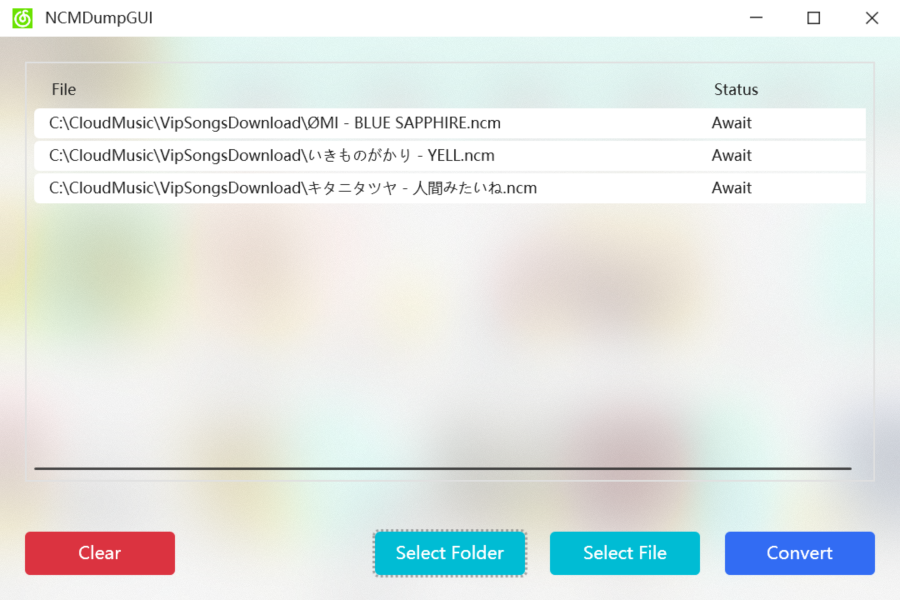 NCMDumpGUI
File Status
C:\CloudMusic\VipSongsDownload\ØMI - BLUE SAPPHIRE.ncm Await
C:\CloudMusic\VipSongsDownload\いきものがかり - YELL.ncm Await
C:\CloudMusic\VipSongsDownload\キタニタツヤ - 人間みたいね.ncm Await
Clear Select Folder Select File Convert